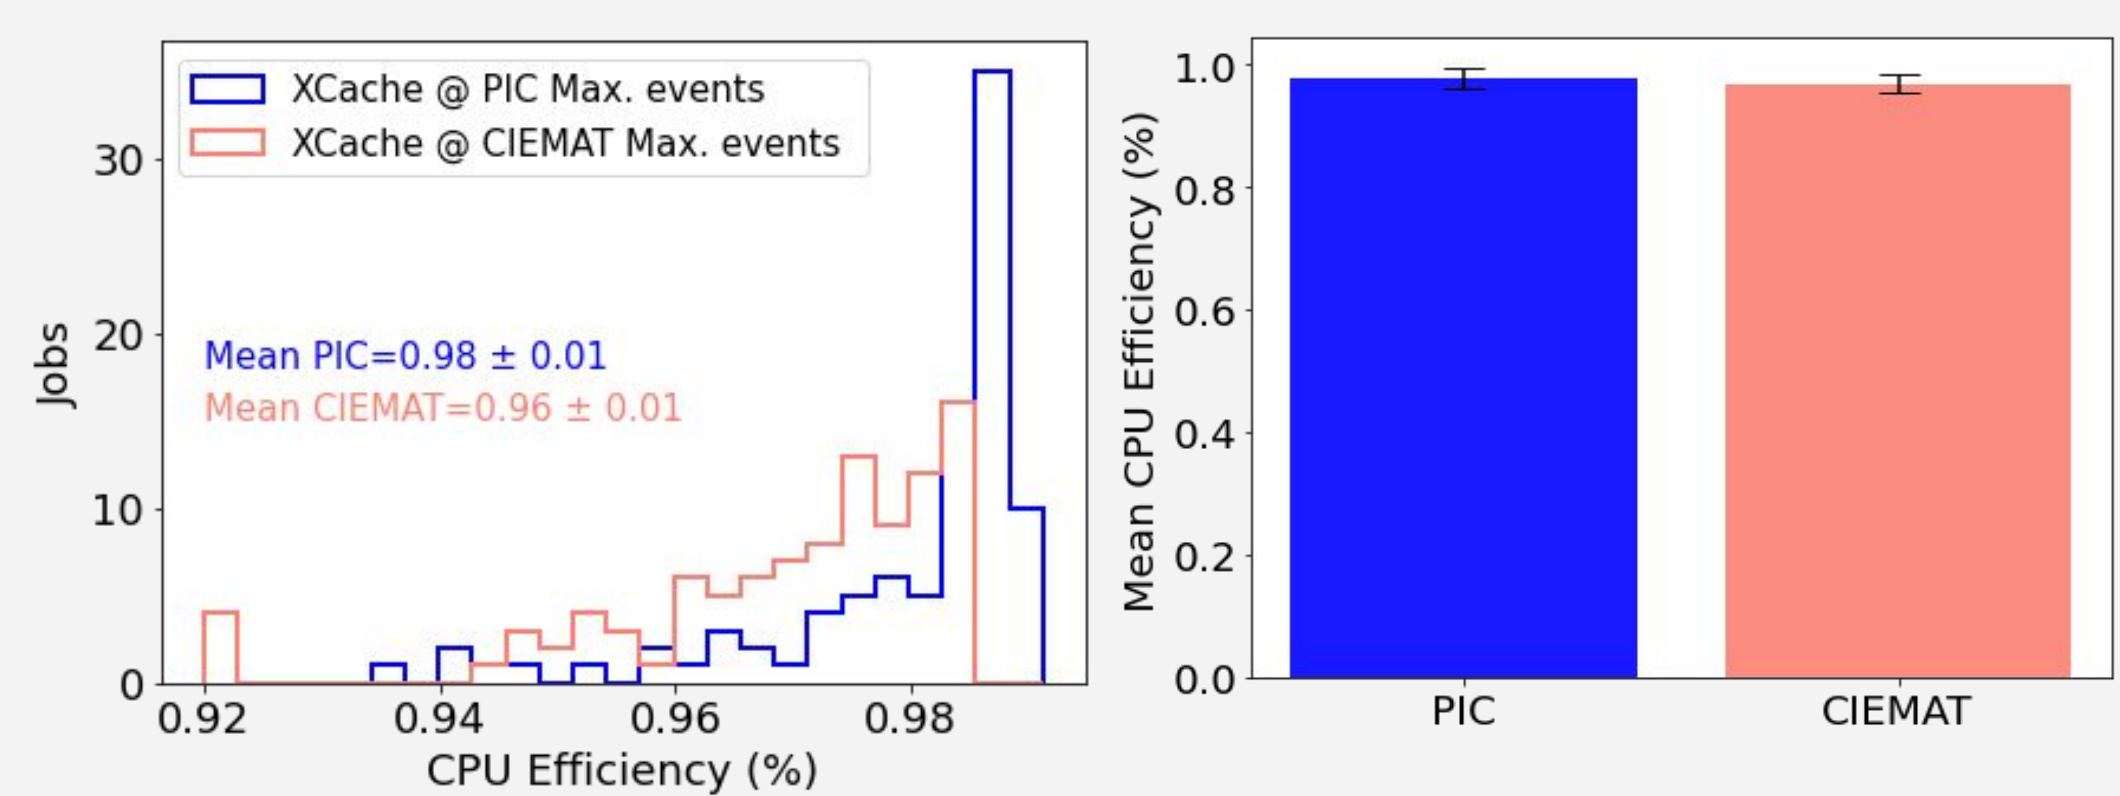 XCache @ PIC Max. events
XCache @ CIEMAT Max. events
30
20
10
0
Jobs
Mean PIC=0.98 ± 0.01
Mean CIEMAT=0.96 ± 0.01
0.92 0.94 0.96 0.98
CPU Efficiency (%)
Mean CPU Efficiency (%)
1.0
0.8
0.6
0.4
0.2
0.0
PIC CIEMAT